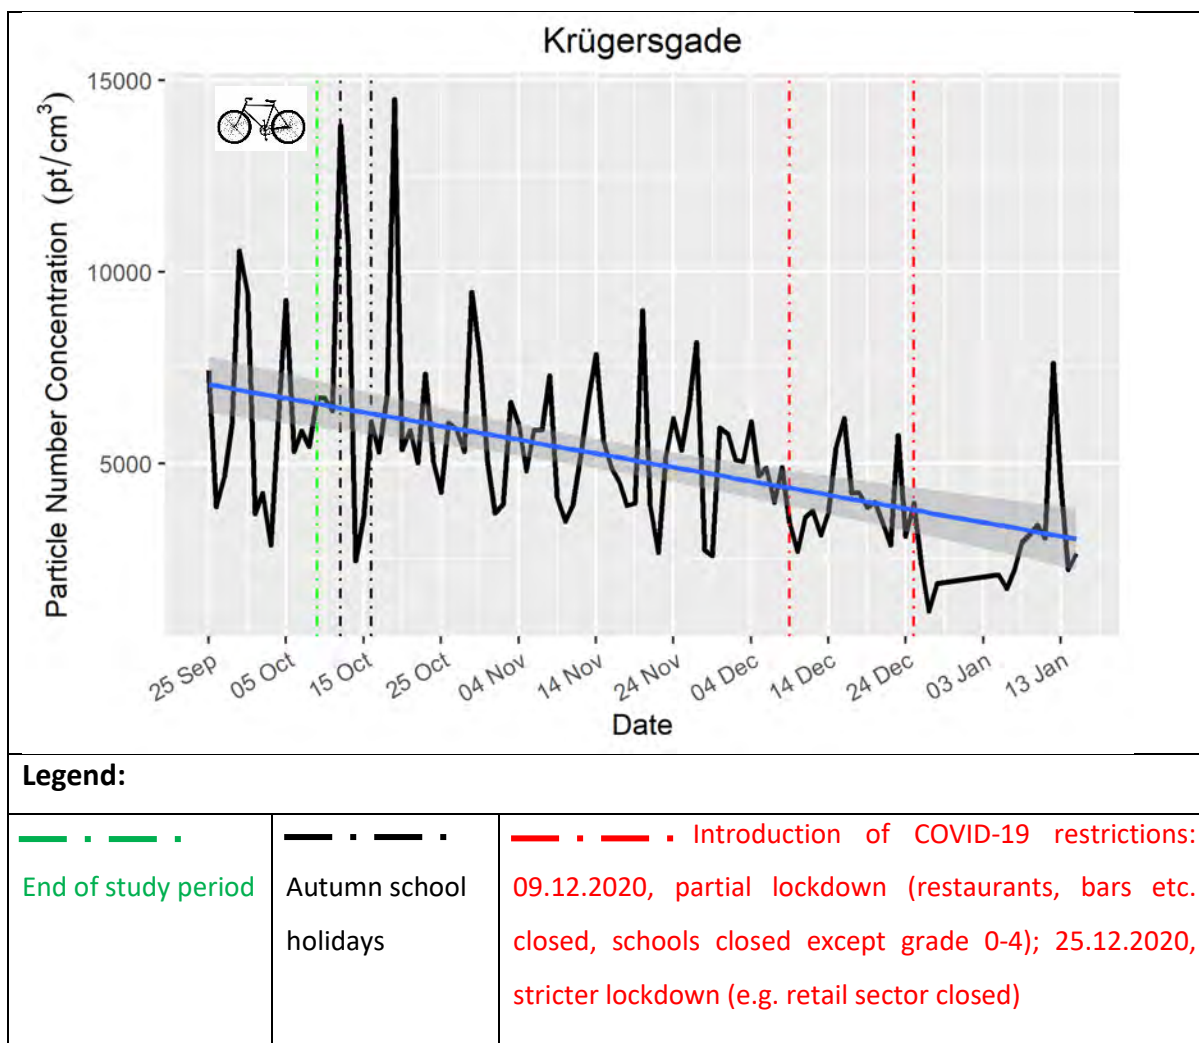 Krügersgade
Particle Number Concentration (pt/cm³)
15000
10000
5000
25 Sep
05 Oct
15 Oct
25 Oct
04 Nov
14 Nov
24 Nov
04 Dec
14 Dec
24 Dec
03 Jan
13 Jan
Date
Legend:
End of study period
Autumn school
holidays
Introduction of COVID-19 restrictions:
09.12.2020, partial lockdown (restaurants, bars etc.
closed, schools closed except grade 0-4); 25.12.2020,
stricter lockdown (e.g. retail sector closed)